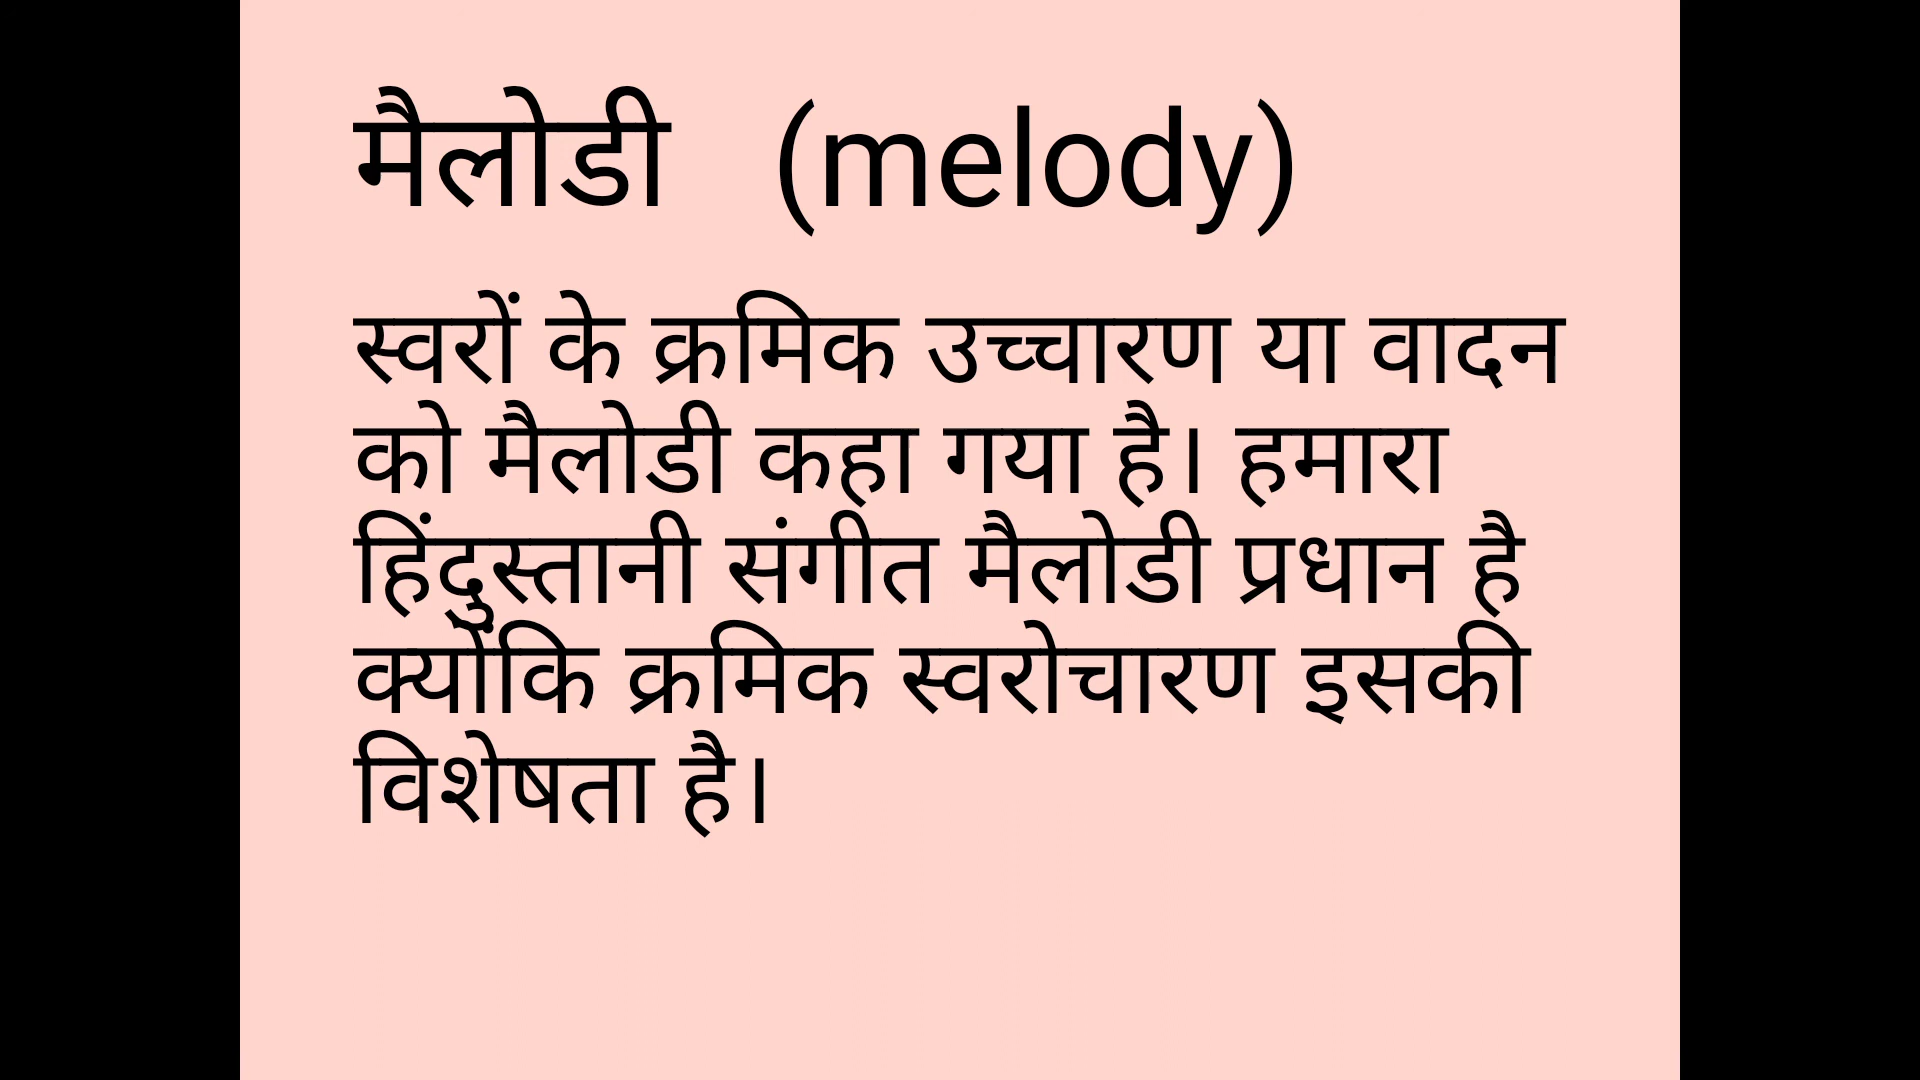 मैलोडी (melody)
स्वरों के क्रमिक उच्चारण या वादन
को मैलोडी कहा गया है। हमारा
हिंदुस्तानी संगीत मैलोडी प्रधान है
क्योंकि क्रमिक स्वरोचारण इसकी
विशेषता है।